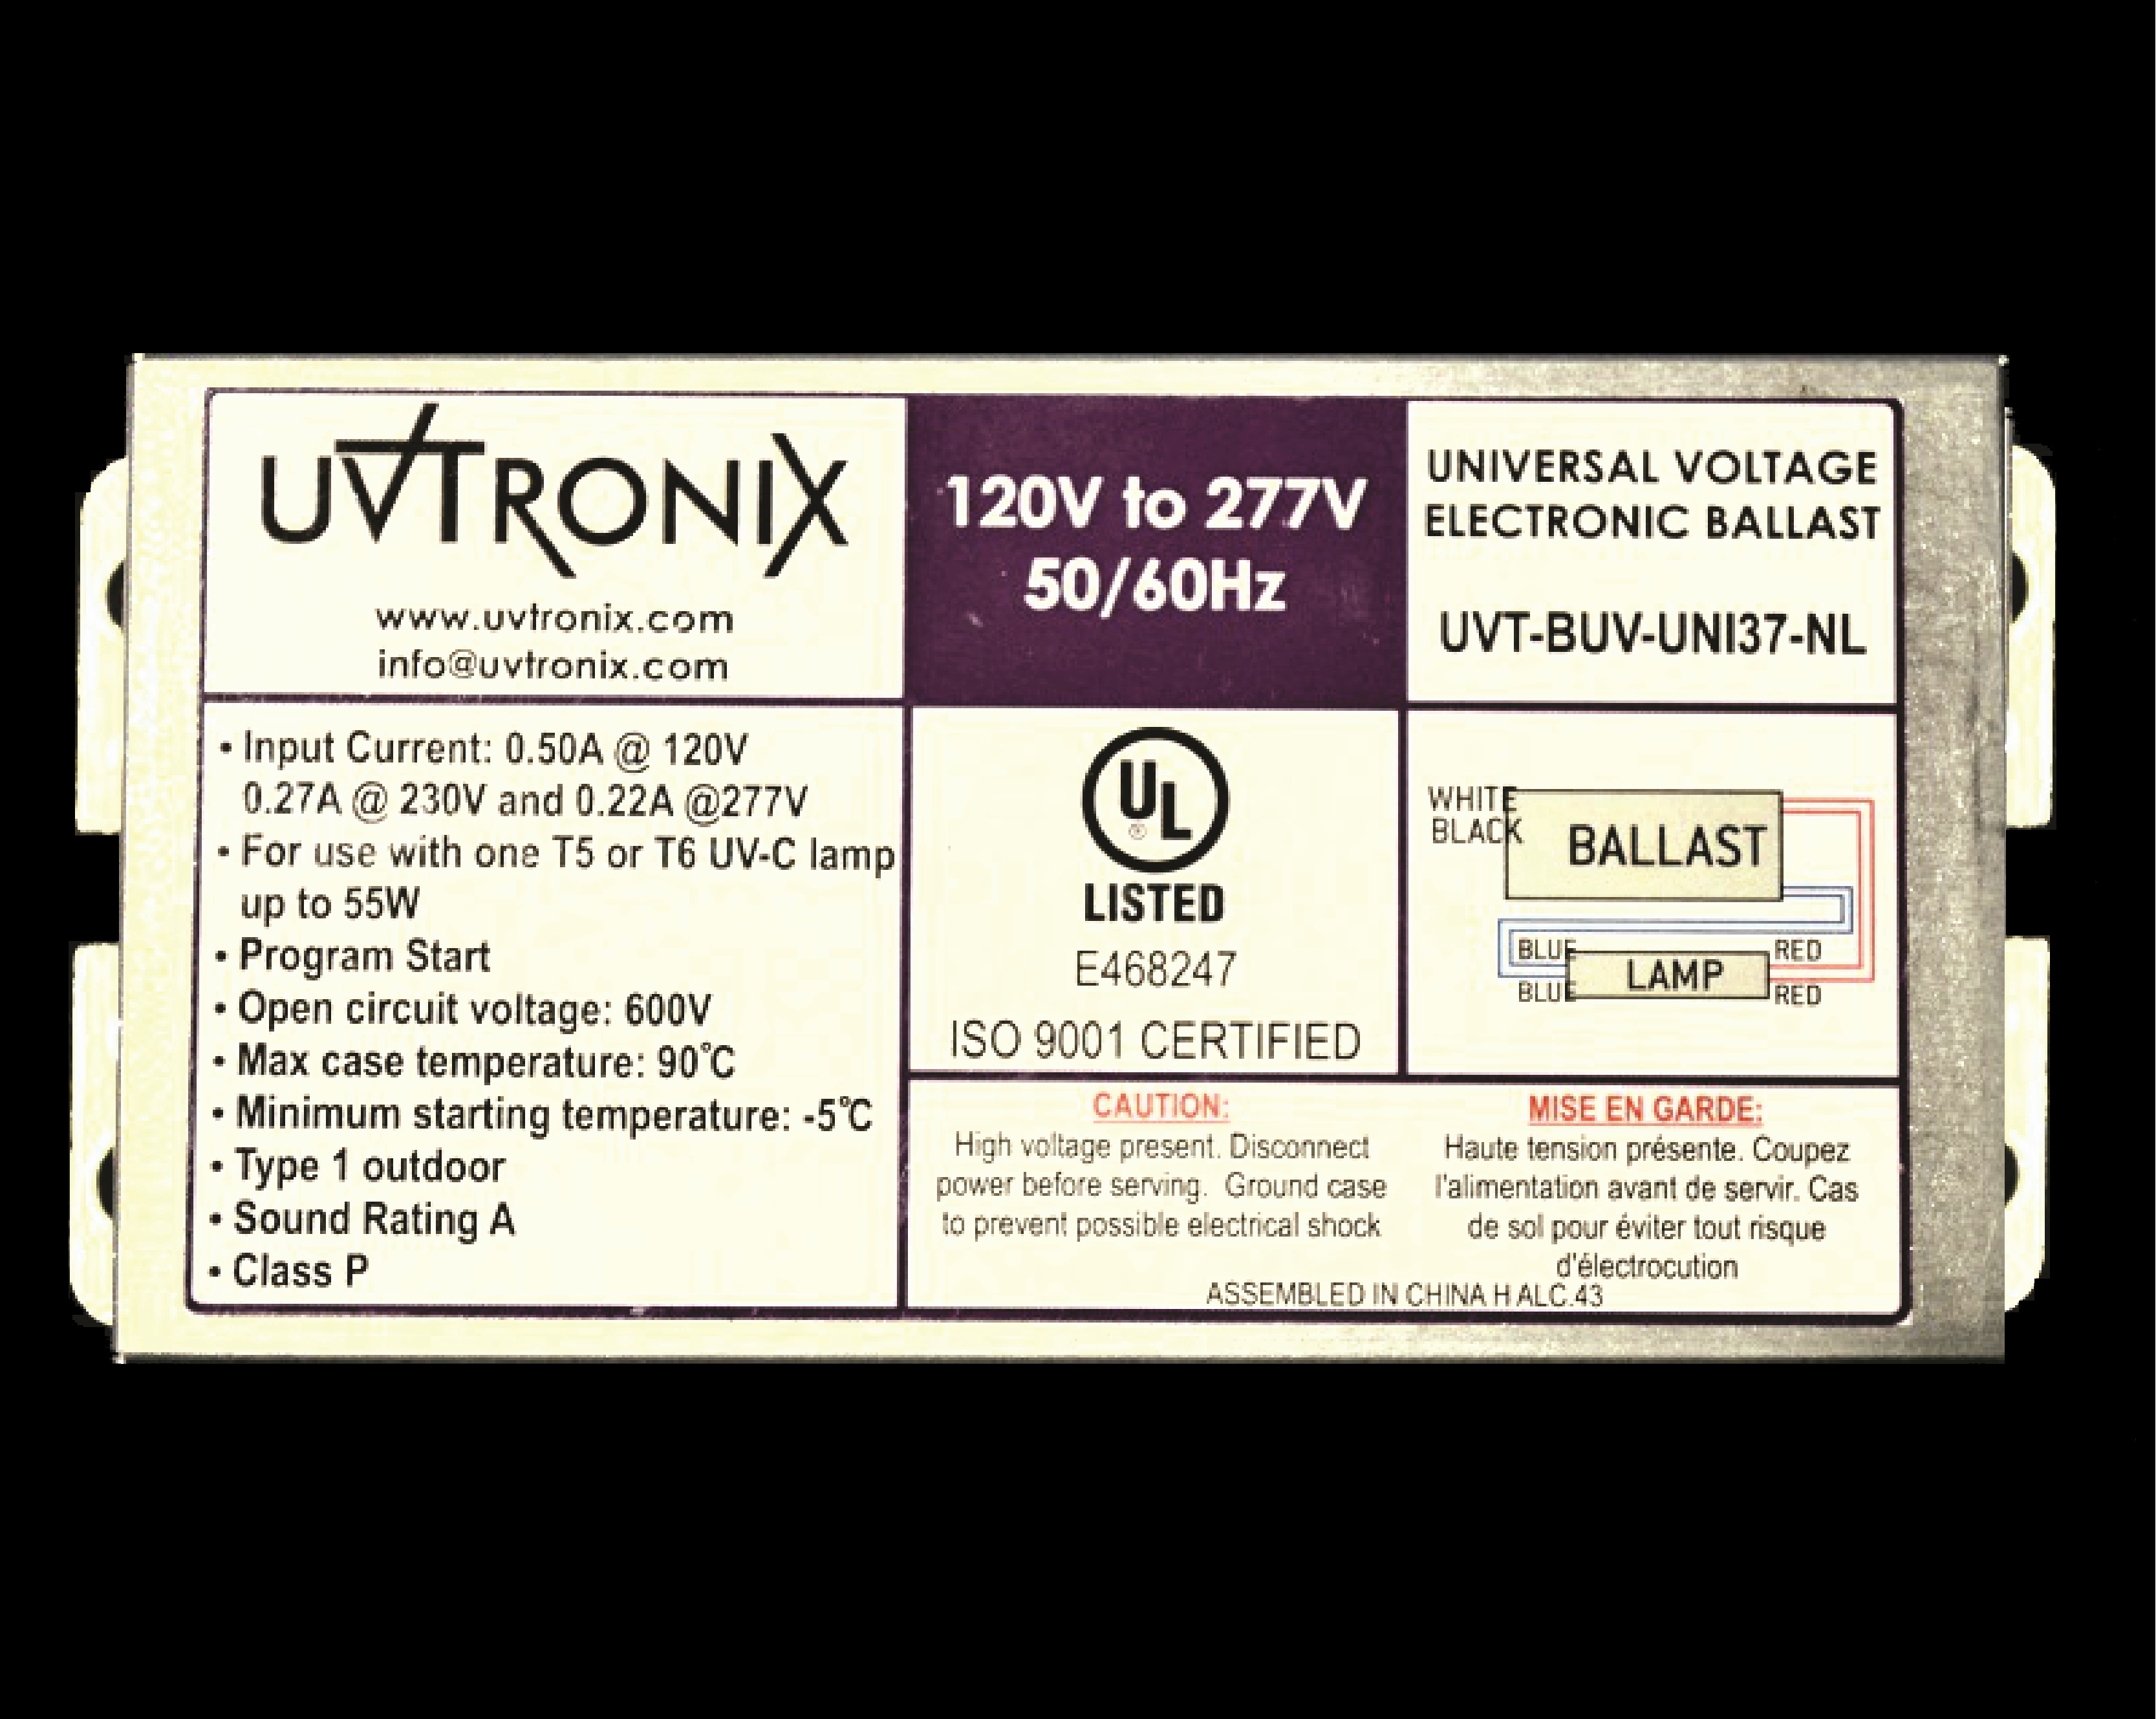 UVTRONIX
www.uvtronix.com
info@uvtronix.com
120V to 277V
50/60Hz
UNIVERSAL VOLTAGE
ELECTRONIC BALLAST
UVT-BUV-UNI37-NL
• Input Current: 0.50A @ 120V
0.27A @ 230V and 0.22A @277V
• For use with one T5 or T6 UV-C lamp
up to 55W
• Program Start
• Open circuit voltage: 600V
• Max case temperature: 90°C
• Minimum starting temperature: -5°C
• Type 1 outdoor
• Sound Rating A
• Class P
UL
®
LISTED
E468247
ISO 9001 CERTIFIED
WHITE
BLACK
BALLAST
BLUE
RED
LAMP
BLUE
RED
CAUTION:
High voltage present. Disconnect
power before serving. Ground case
to prevent possible electrical shock
MISE EN GARDE:
Haute tension présente. Coupez
l'alimentation avant de servir. Cas
de sol pour éviter tout risque
d'électrocution
ASSEMBLED IN CHINA H ALC.43